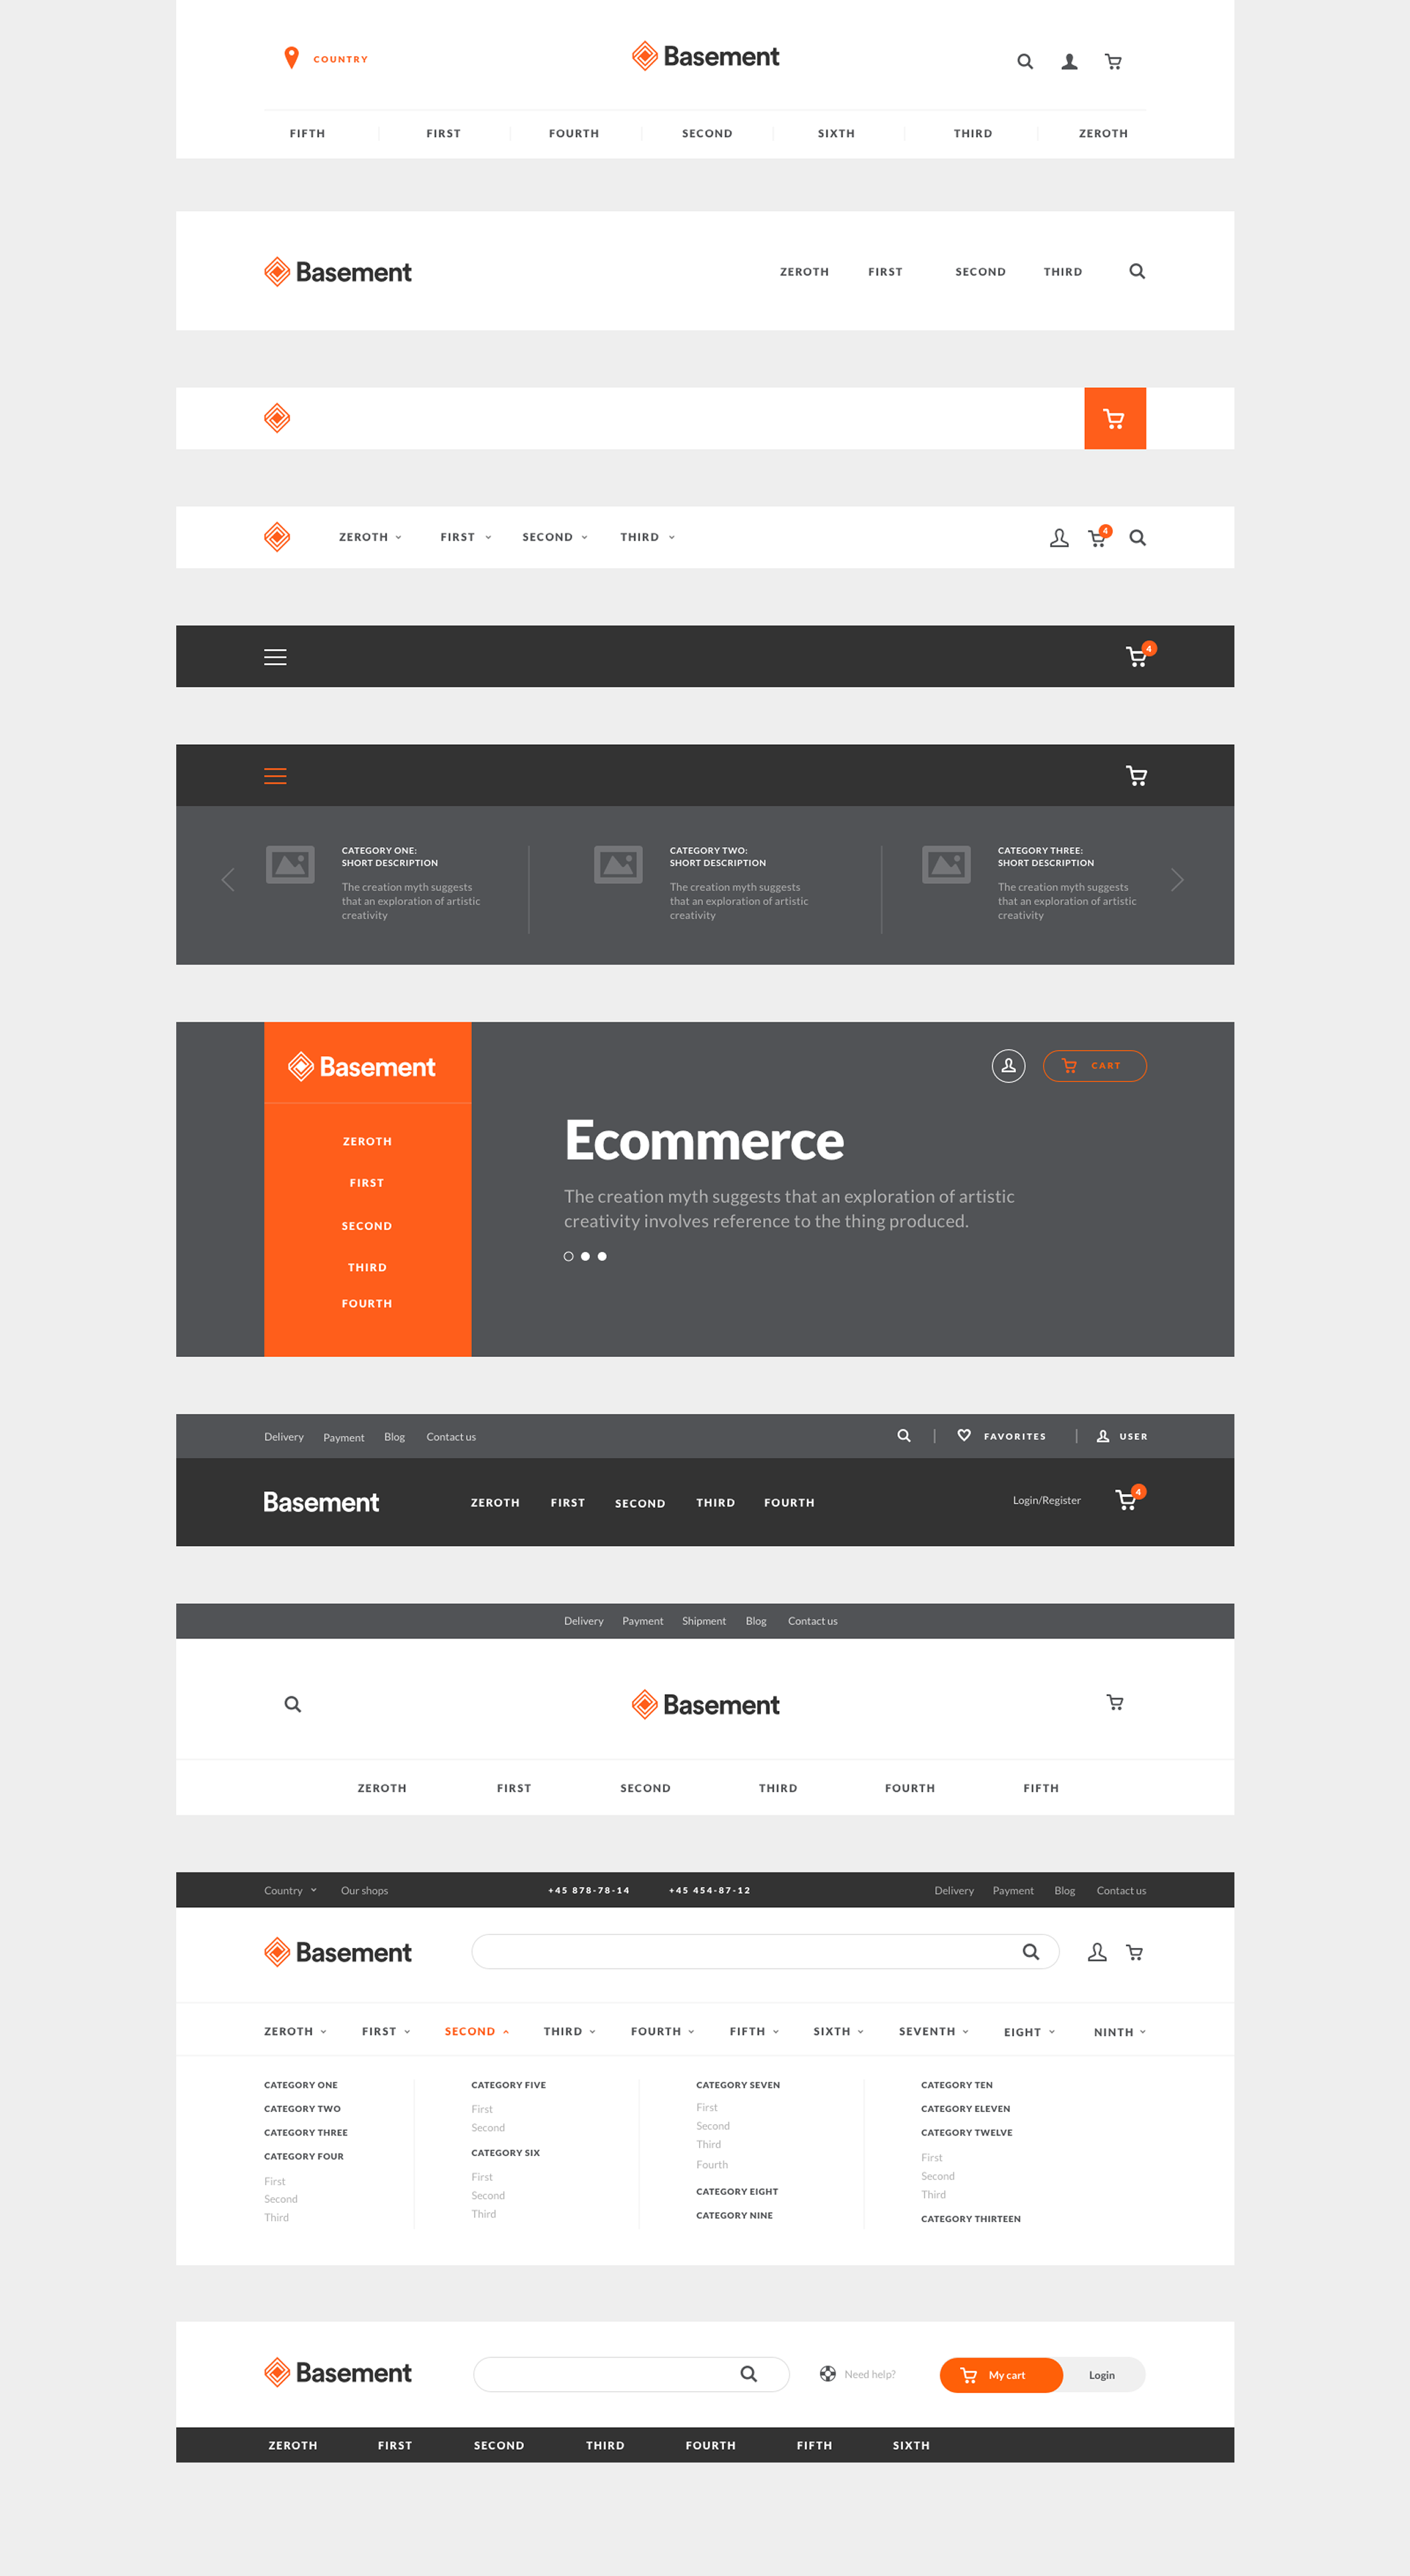 COUNTRY
Basement
FIFTH FIRST FOURTH SECOND SIXTH THIRD ZEROTH
Basement ZEROTH FIRST SECOND THIRD
ZEROTH FIRST SECOND THIRD 4
4
CATEGORY ONE:
SHORT DESCRIPTION
The creation myth suggests
that an exploration of artistic
creativity
CATEGORY TWO:
SHORT DESCRIPTION
The creation myth suggests
that an exploration of artistic
creativity
CATEGORY THREE:
SHORT DESCRIPTION
The creation myth suggests
that an exploration of artistic
creativity
Basement
ZEROTH
FIRST
SECOND
THIRD
FOURTH
CART
Ecommerce
The creation myth suggests that an exploration of artistic
creativity involves reference to the thing produced.
Delivery Payment Blog Contact us FAVORITES USER
Basement ZEROTH FIRST SECOND THIRD FOURTH Login/Register 4
Delivery Payment Shipment Blog Contact us
Basement
ZEROTH FIRST SECOND THIRD FOURTH FIFTH
Country Our shops +45 878-78-14 +45 454-87-12 Delivery Payment Blog Contact us
Basement
ZEROTH FIRST SECOND THIRD FOURTH FIFTH SIXTH SEVENTH EIGHT NINTH
CATEGORY ONE
CATEGORY TWO
CATEGORY THREE
CATEGORY FOUR
First
Second
Third
CATEGORY FIVE
First
Second
CATEGORY SIX
First
Second
Third
CATEGORY SEVEN
First
Second
Third
Fourth
CATEGORY EIGHT
CATEGORY NINE
CATEGORY TEN
CATEGORY ELEVEN
CATEGORY TWELVE
First
Second
Third
CATEGORY THIRTEEN
Basement Need help? My cart Login
ZEROTH FIRST SECOND THIRD FOURTH FIFTH SIXTH